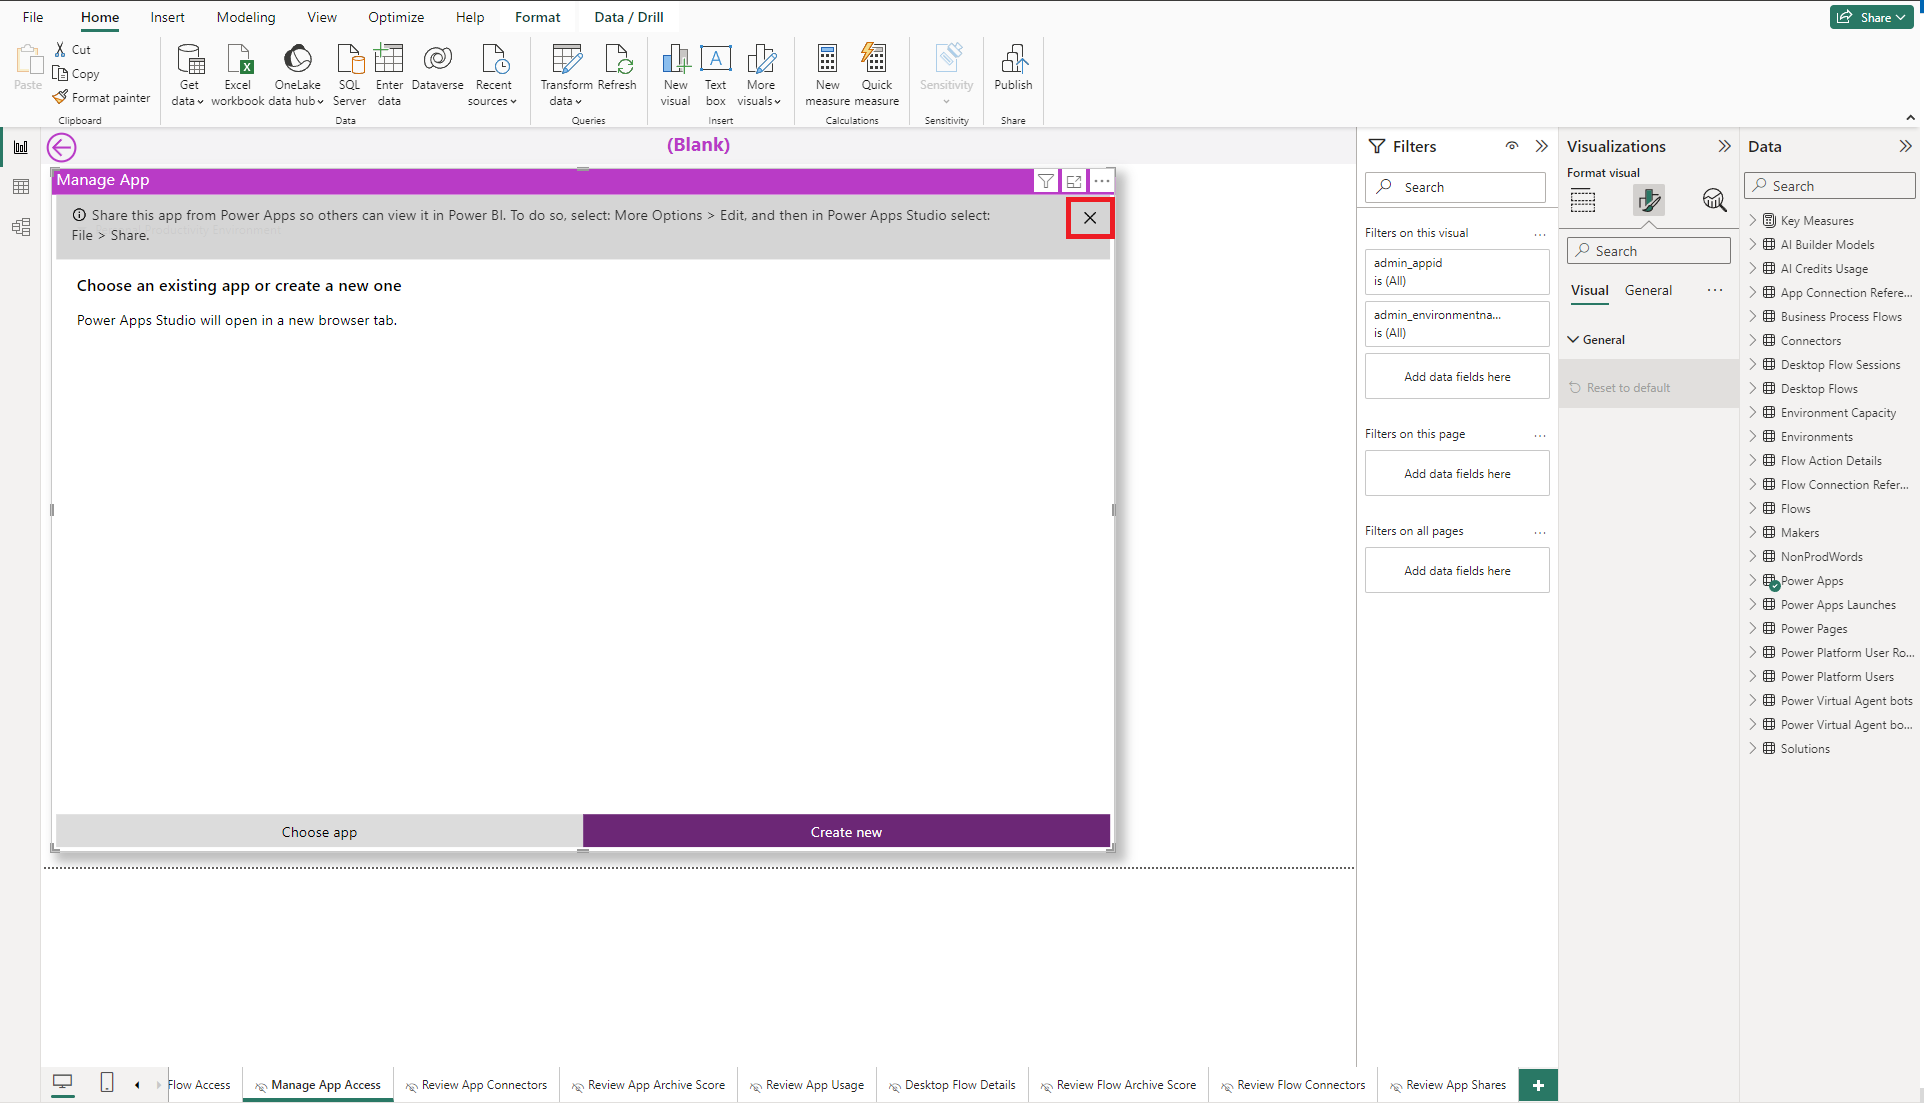 File Home Insert Modeling View Optimize Help Format Data / Drill Share
Paste Cut
Copy
Format painter
Clipboard
Get data Excel workbook OneLake data hub SQL Server Enter data Dataverse Recent sources
Data
Transform data Refresh
Queries
New visual Text box More visuals
Insert
New measure Quick measure
Calculations
Sensitivity
Sensitivity
Publish
Share
(Blank)
Manage App
Share this app from Power Apps so others can view it in Power BI. To do so, select: More Options > Edit, and then in Power Apps Studio select:
File > Share.
Choose an existing app or create a new one
Power Apps Studio will open in a new browser tab.
Choose app Create new
Filters
Search
Filters on this visual ...
admin_appid
is (All)
admin_environmentna...
is (All)
Add data fields here
Filters on this page ...
Add data fields here
Filters on all pages ...
Add data fields here
Visualizations
Format visual
Search
Visual General ...
General
Reset to default
Data
Search
Key Measures
AI Builder Models
AI Credits Usage
App Connection Refere...
Business Process Flows
Connectors
Desktop Flow Sessions
Desktop Flows
Environment Capacity
Environments
Flow Action Details
Flow Connection Refer...
Flows
Makers
NonProdWords
Power Apps
Power Apps Launches
Power Pages
Power Platform User Ro...
Power Platform Users
Power Virtual Agent bots
Power Virtual Agent bo...
Solutions
Flow Access Manage App Access Review App Connectors Review App Archive Score Review App Usage Desktop Flow Details Review Flow Archive Score Review Flow Connectors Review App Shares +